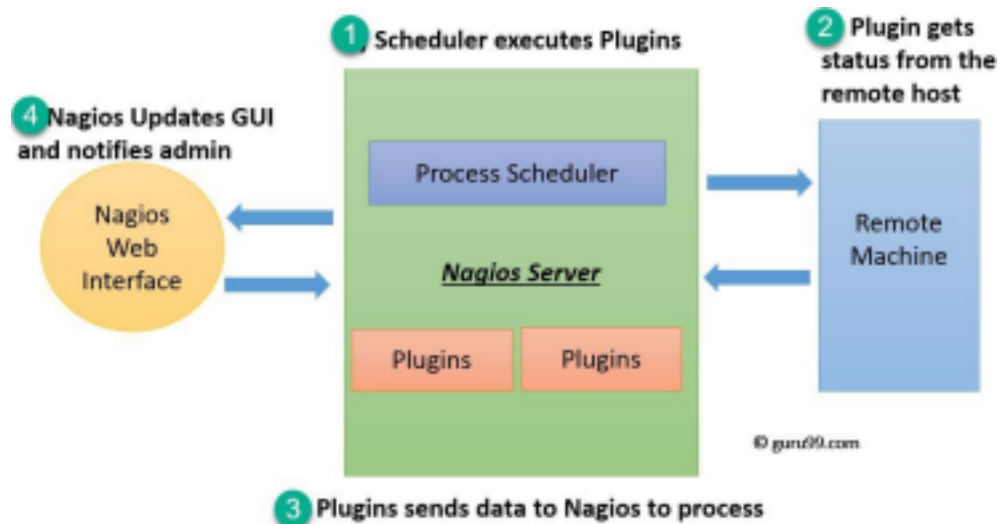 1 Scheduler executes Plugins
2 Plugin gets
status from the
remote host
4 Nagios Updates GUI
and notifies admin
Process Scheduler
Nagios
Web
Interface
Remote
Machine
Nagios Server
Plugins
Plugins
© guru99.com
3 Plugins sends data to Nagios to process